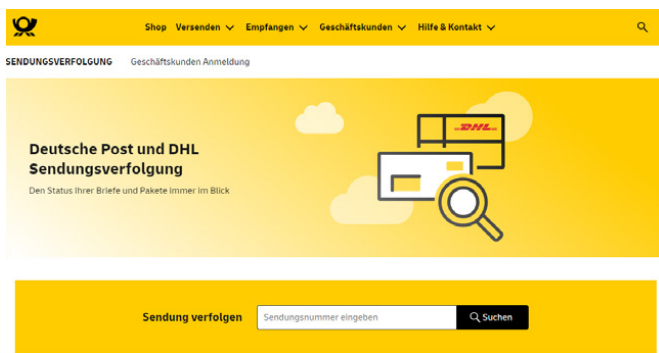 Shop Versenden Empfangen Geschäftskunden Hilfe & Kontakt
SENDUNGSVERFOLGUNG Geschäftskunden Anmeldung
Deutsche Post und DHL
Sendungsverfolgung
Den Status Ihrer Briefe und Pakete immer im Blick
DHL
Sendung verfolgen Sendungsnummer eingeben Suchen